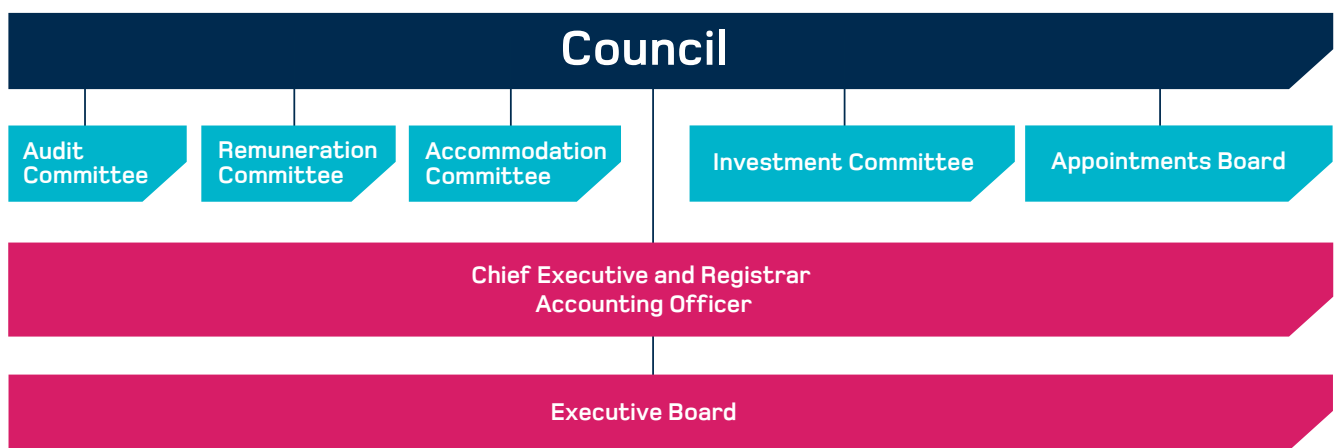 Council
Audit
Committee
Remuneration
Committee
Accommodation
Committee
Investment Committee
Appointments Board
Chief Executive and Registrar
Accounting Officer
Executive Board